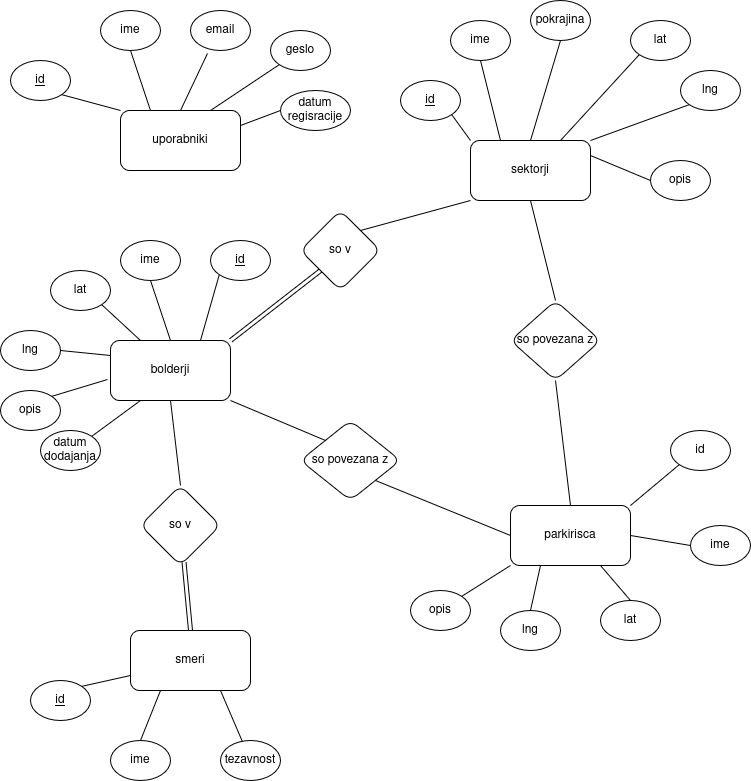 ime
email
geslo
id
datum
regisracije
uporabniki
pokrajina
ime
lat
id
lng
sektorji
opis
so v
ime
id
lat
lng
bolderji
opis
datum
dodajanja
so povezana z
so povezana z
id
so v
parkirisca
ime
opis
lng
lat
smeri
id
ime
tezavnost